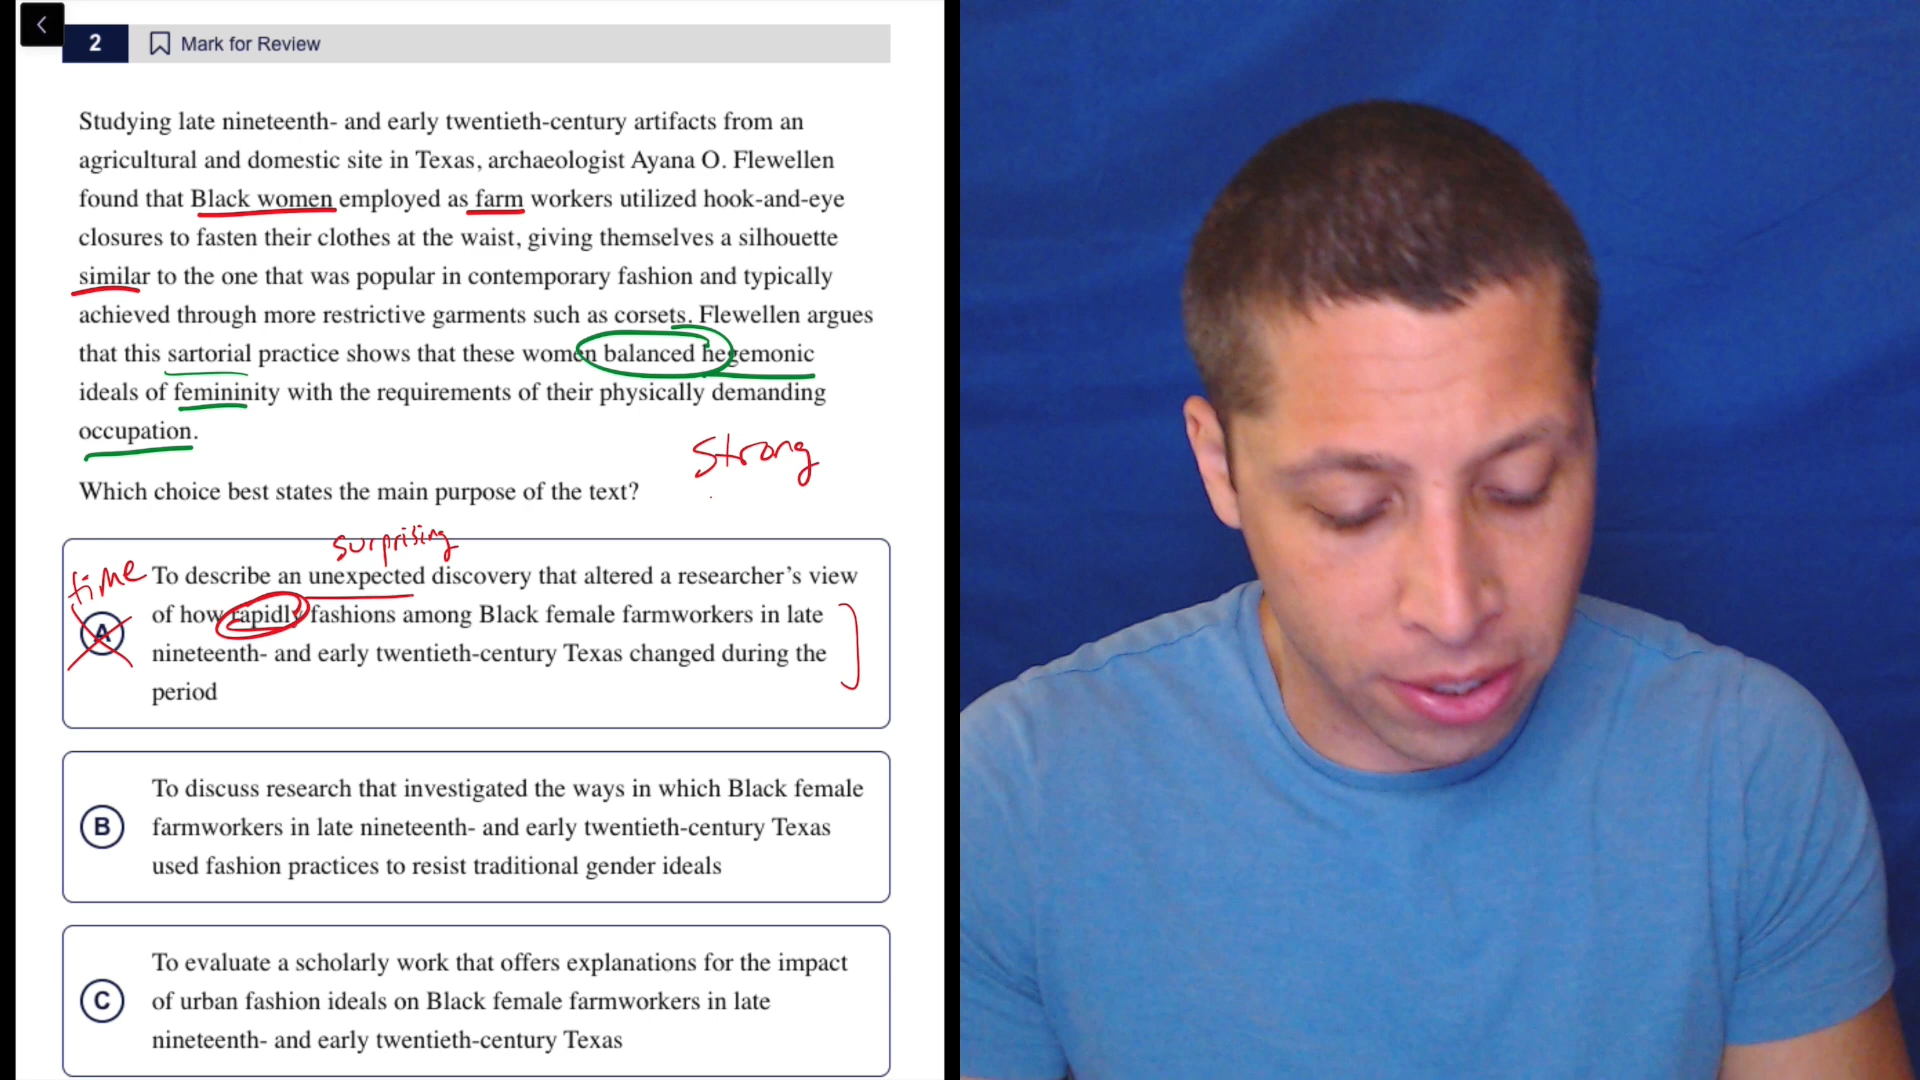 2 Mark for Review
Studying late nineteenth- and early twentieth-century artifacts from an
agricultural and domestic site in Texas, archaeologist Ayana O. Flewellen
found that Black women employed as farm workers utilized hook-and-eye
closures to fasten their clothes at the waist, giving themselves a silhouette
similar to the one that was popular in contemporary fashion and typically
achieved through more restrictive garments such as corsets. Flewellen argues
that this sartorial practice shows that these women balanced hegemonic
ideals of femininity with the requirements of their physically demanding
occupation.
strong
Which choice best states the main purpose of the text?
surprising
time
A
To describe an unexpected discovery that altered a researcher's view
of how rapidly fashions among Black female farmworkers in late
nineteenth- and early twentieth-century Texas changed during the
period
B
To discuss research that investigated the ways in which Black female
farmworkers in late nineteenth- and early twentieth-century Texas
used fashion practices to resist traditional gender ideals
C
To evaluate a scholarly work that offers explanations for the impact
of urban fashion ideals on Black female farmworkers in late
nineteenth- and early twentieth-century Texas